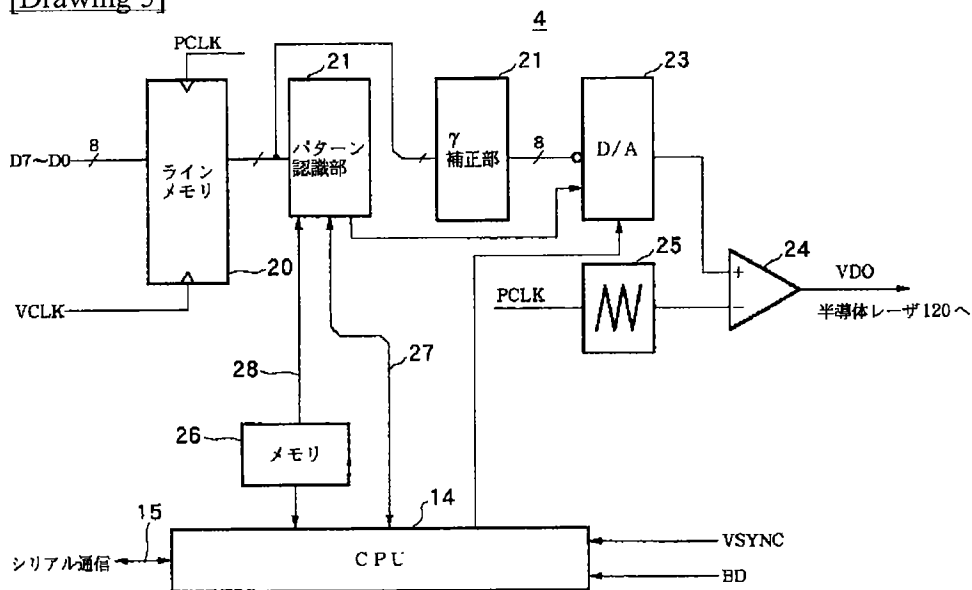 4
PCLK
21
21
23
D7〜D0
8
ライン
メモリ
パターン
認識部
γ
補正部
8
D/A
20
VCLK
25
24
PCLK
+
−
VDO
半導体レーザ120へ
28
27
26
メモリ
14
15
シリアル通信
CPU
VSYNC
BD